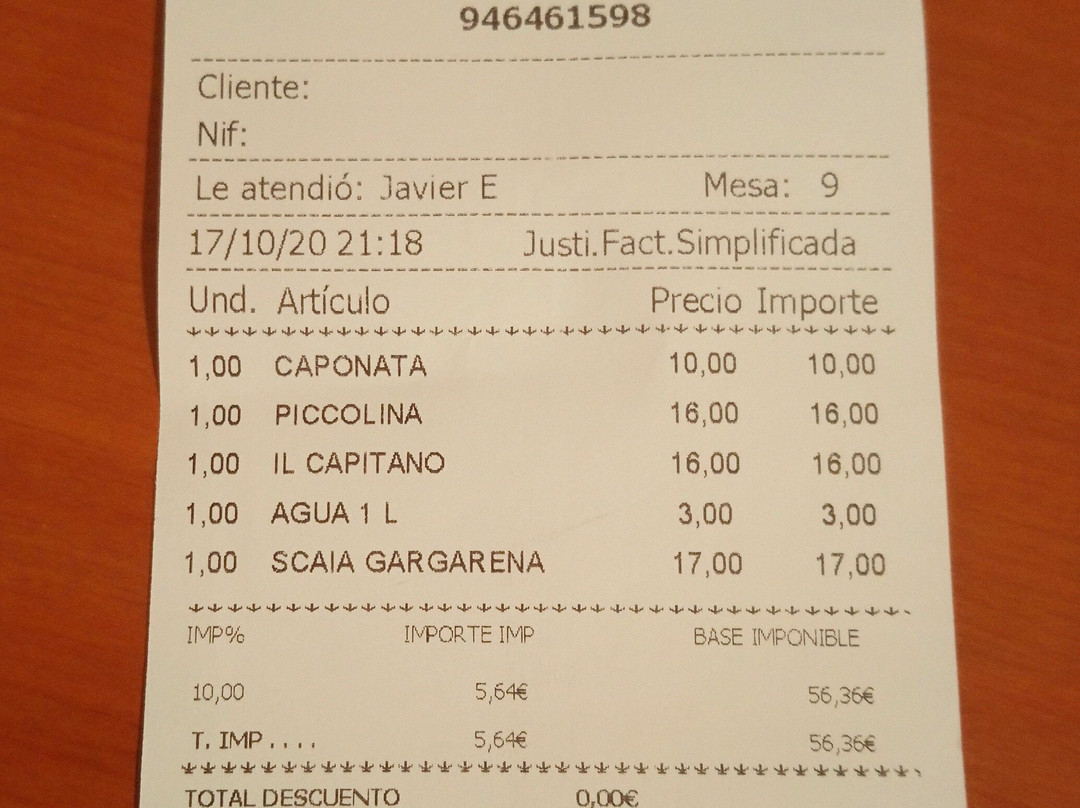 946461598
Cliente:
Nif:
Le atendió: Javier E Mesa: 9
17/10/20 21:18 Justi.Fact.Simplificada
Und. Artículo Precio Importe
1,00 CAPONATA 10,00 10,00
1,00 PICCOLINA 16,00 16,00
1,00 IL CAPITANO 16,00 16,00
1,00 AGUA 1 L 3,00 3,00
1,00 SCAIA GARGARENA 17,00 17,00
IMP% IMPORTE IMP BASE IMPONIBLE
10,00 5,64€ 56,36€
T. IMP.... 5,64€ 56,36€
TOTAL DESCUENTO 0,00€